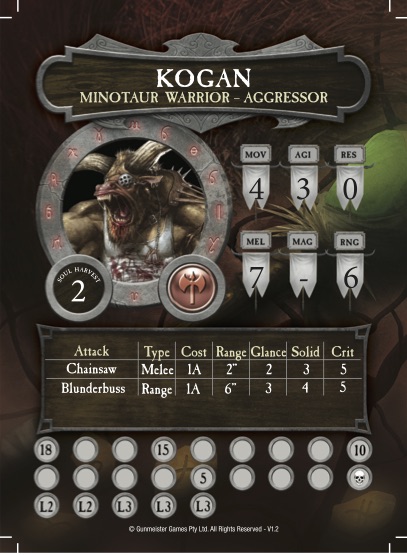 KOGAN
MINOTAUR WARRIOR – AGGRESSOR
MOV AGI RES
4 3 0
MEL MAG RNG
7 - 6
SOUL HARVEST
2
Attack Type Cost Range Glance Solid Crit
Chainsaw Melee 1A 2" 2 3 5
Blunderbuss Range 1A 6" 3 4 5
18 15 10
5
L2 L2 L3 L3 L3
© Gunmeister Games Pty Ltd. All Rights Reserved - V1.2